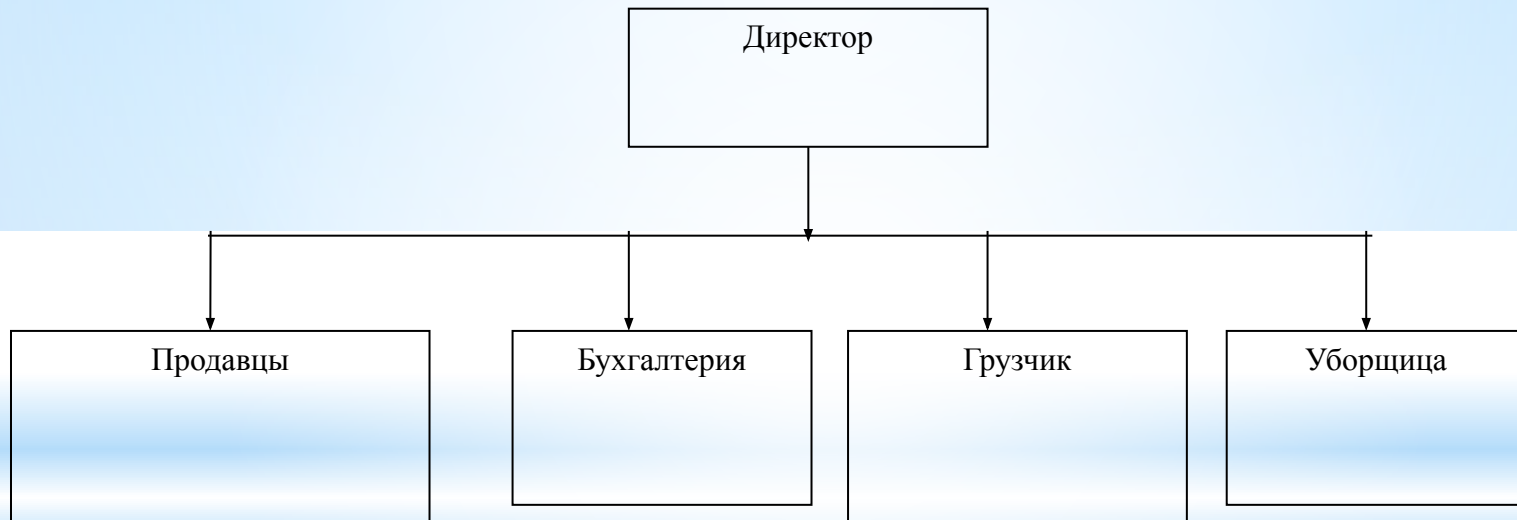 Директор
Продавцы
Бухгалтерия
Грузчик
Уборщица